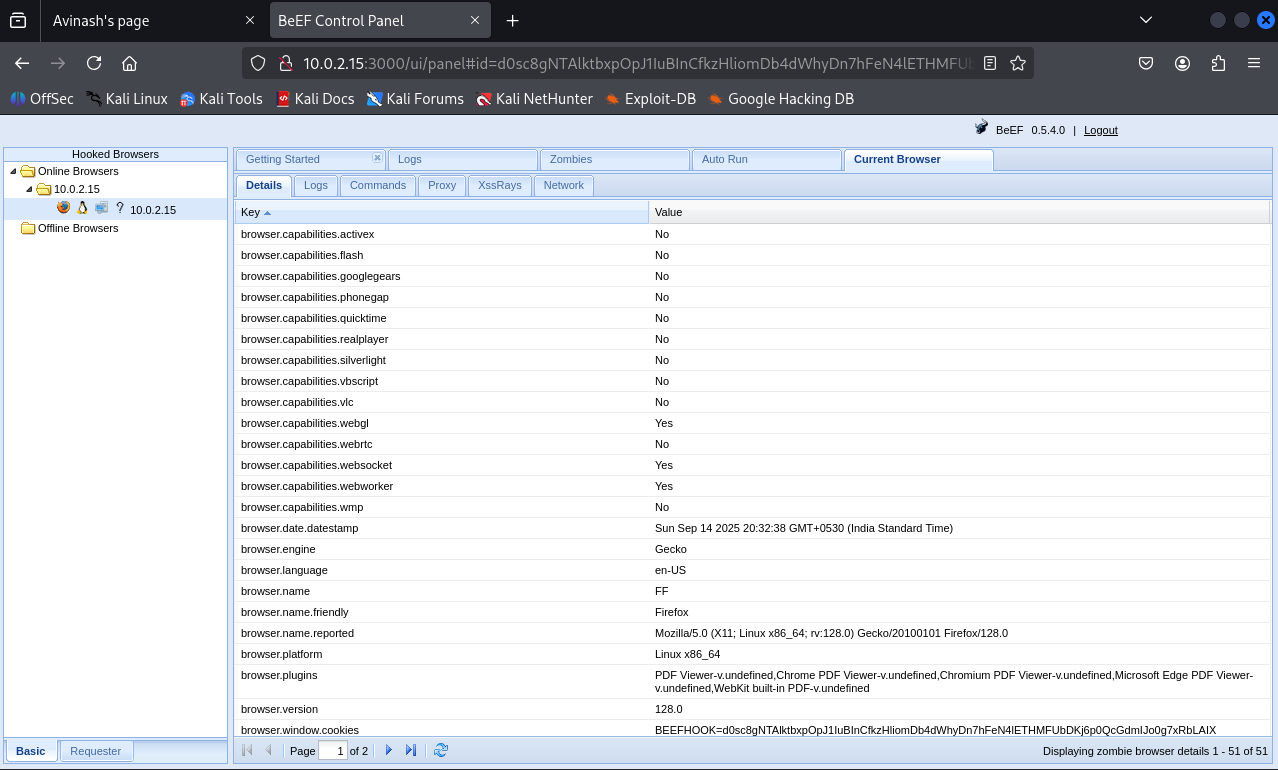 Avinash's page
BeEF Control Panel
10.0.2.15:3000/ui/panel#id=d0sc8gNTAlktbxpOpJ1IuBInCfkzHliomDb4dWhyDn7hFeN4lETHMFUb
OffSec Kali Linux Kali Tools Kali Docs Kali Forums Kali NetHunter Exploit-DB Google Hacking DB
BeEF 0.5.4.0 | Logout
Hooked Browsers
Online Browsers
10.0.2.15
? 10.0.2.15
Offline Browsers
Basic Requester
Getting Started Logs Zombies Auto Run Current Browser
Details Logs Commands Proxy XssRays Network
Key Value
browser.capabilities.activex No
browser.capabilities.flash No
browser.capabilities.googlegears No
browser.capabilities.phonegap No
browser.capabilities.quicktime No
browser.capabilities.realplayer No
browser.capabilities.silverlight No
browser.capabilities.vbscript No
browser.capabilities.vlc No
browser.capabilities.webgl Yes
browser.capabilities.webrtc No
browser.capabilities.websocket Yes
browser.capabilities.webworker Yes
browser.capabilities.wmp No
browser.date.datestamp Sun Sep 14 2025 20:32:38 GMT+0530 (India Standard Time)
browser.engine Gecko
browser.language en-US
browser.name FF
browser.name.friendly Firefox
browser.name.reported Mozilla/5.0 (X11; Linux x86_64; rv:128.0) Gecko/20100101 Firefox/128.0
browser.platform Linux x86_64
browser.plugins PDF Viewer-v.undefined,Chrome PDF Viewer-v.undefined,Chromium PDF Viewer-v.undefined,Microsoft Edge PDF Viewer-
v.undefined,WebKit built-in PDF-v.undefined
browser.version 128.0
browser.window.cookies BEEFHOOK=d0sc8gNTAlktbxpOpJ1IuBInCfkzHliomDb4dWhyDn7hFeN4lETHMFUbDKj6p0QcGdmIJo0g7xRbLAIX
Page 1 of 2
Displaying zombie browser details 1 - 51 of 51